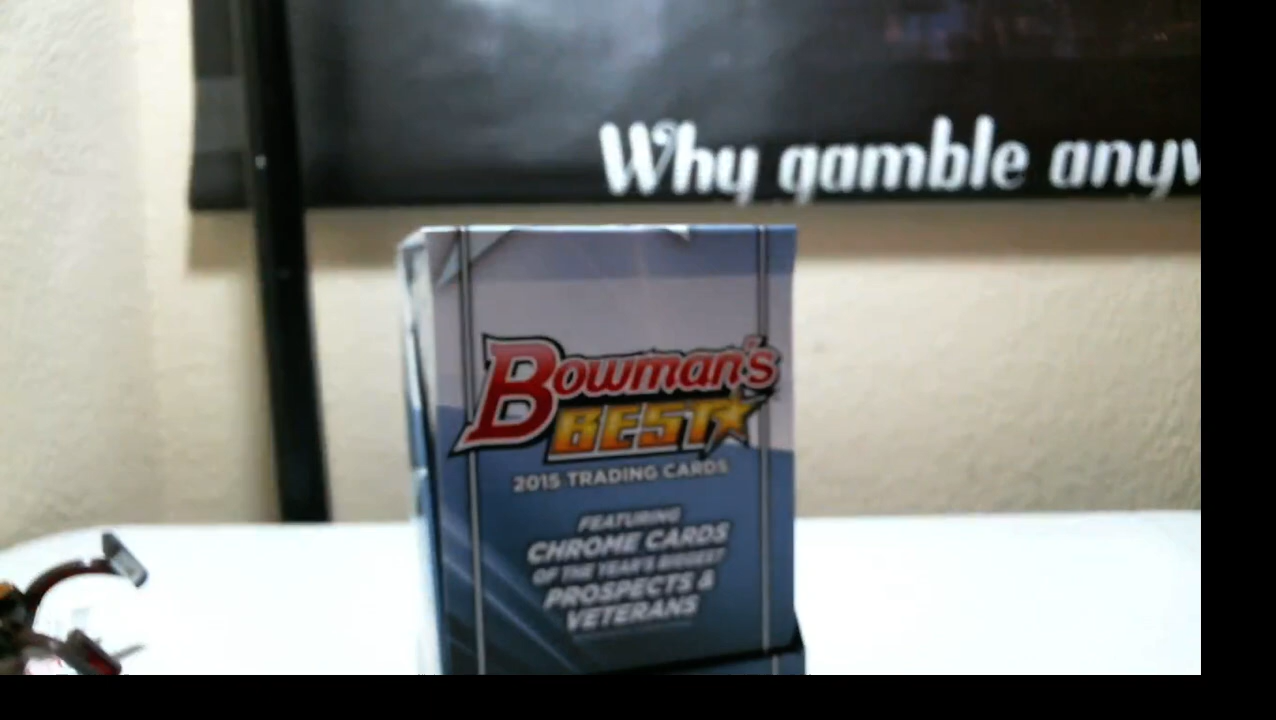 Why gamble any
BOWMAN'S
BEST
2015 TRADING CARDS
FEATURING
CHROME CARDS
OF THE YEAR'S BIGGEST
PROSPECTS &
VETERANS